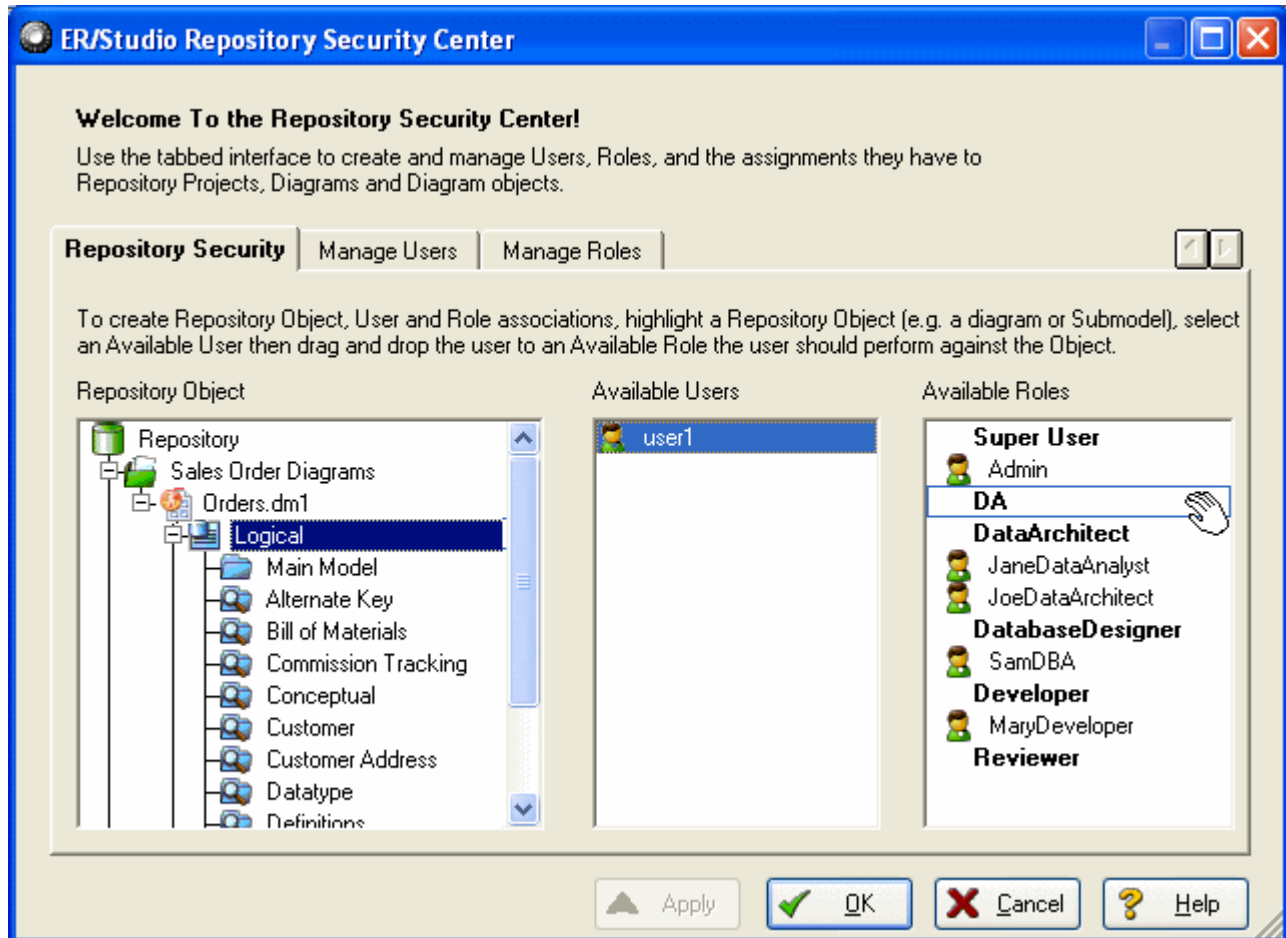 ER/Studio Repository Security Center
Welcome To the Repository Security Center!
Use the tabbed interface to create and manage Users, Roles, and the assignments they have to
Repository Projects, Diagrams and Diagram objects.
Repository Security
Manage Users
Manage Roles
To create Repository Object, User and Role associations, highlight a Repository Object (e.g. a diagram or Submodel), select
an Available User then drag and drop the user to an Available Role the user should perform against the Object.
Repository Object
Repository
Sales Order Diagrams
Orders.dm1
Logical
Main Model
Alternate Key
Bill of Materials
Commission Tracking
Conceptual
Customer
Customer Address
Datatype
Definitions
Available Users
user1
Available Roles
Super User
Admin
DA
DataArchitect
JaneDataAnalyst
JoeDataArchitect
DatabaseDesigner
SamDBA
Developer
MaryDeveloper
Reviewer
Apply
OK
Cancel
Help